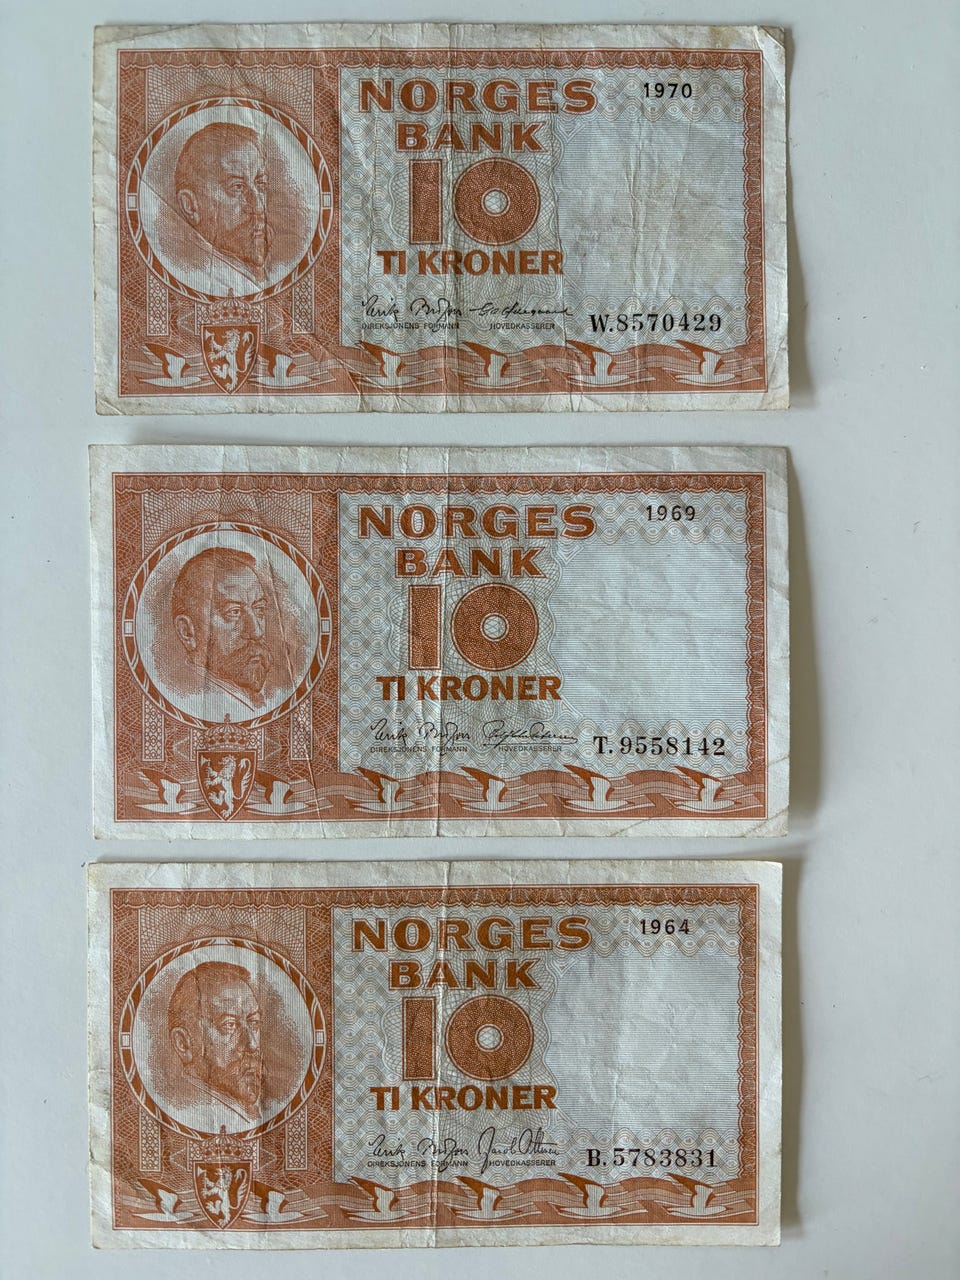 NORGES 1970
BANK
10
TI KRONER
DIREKSJONENS FORMANN HOVEDKASSERER
W.8570429
NORGES 1969
BANK
10
TI KRONER
DIREKSJONENS FORMANN HOVEDKASSERER
T. 9558142
NORGES 1964
BANK
10
TI KRONER
DIREKSJONENS FORMANN HOVEDKASSERER
B. 5783831